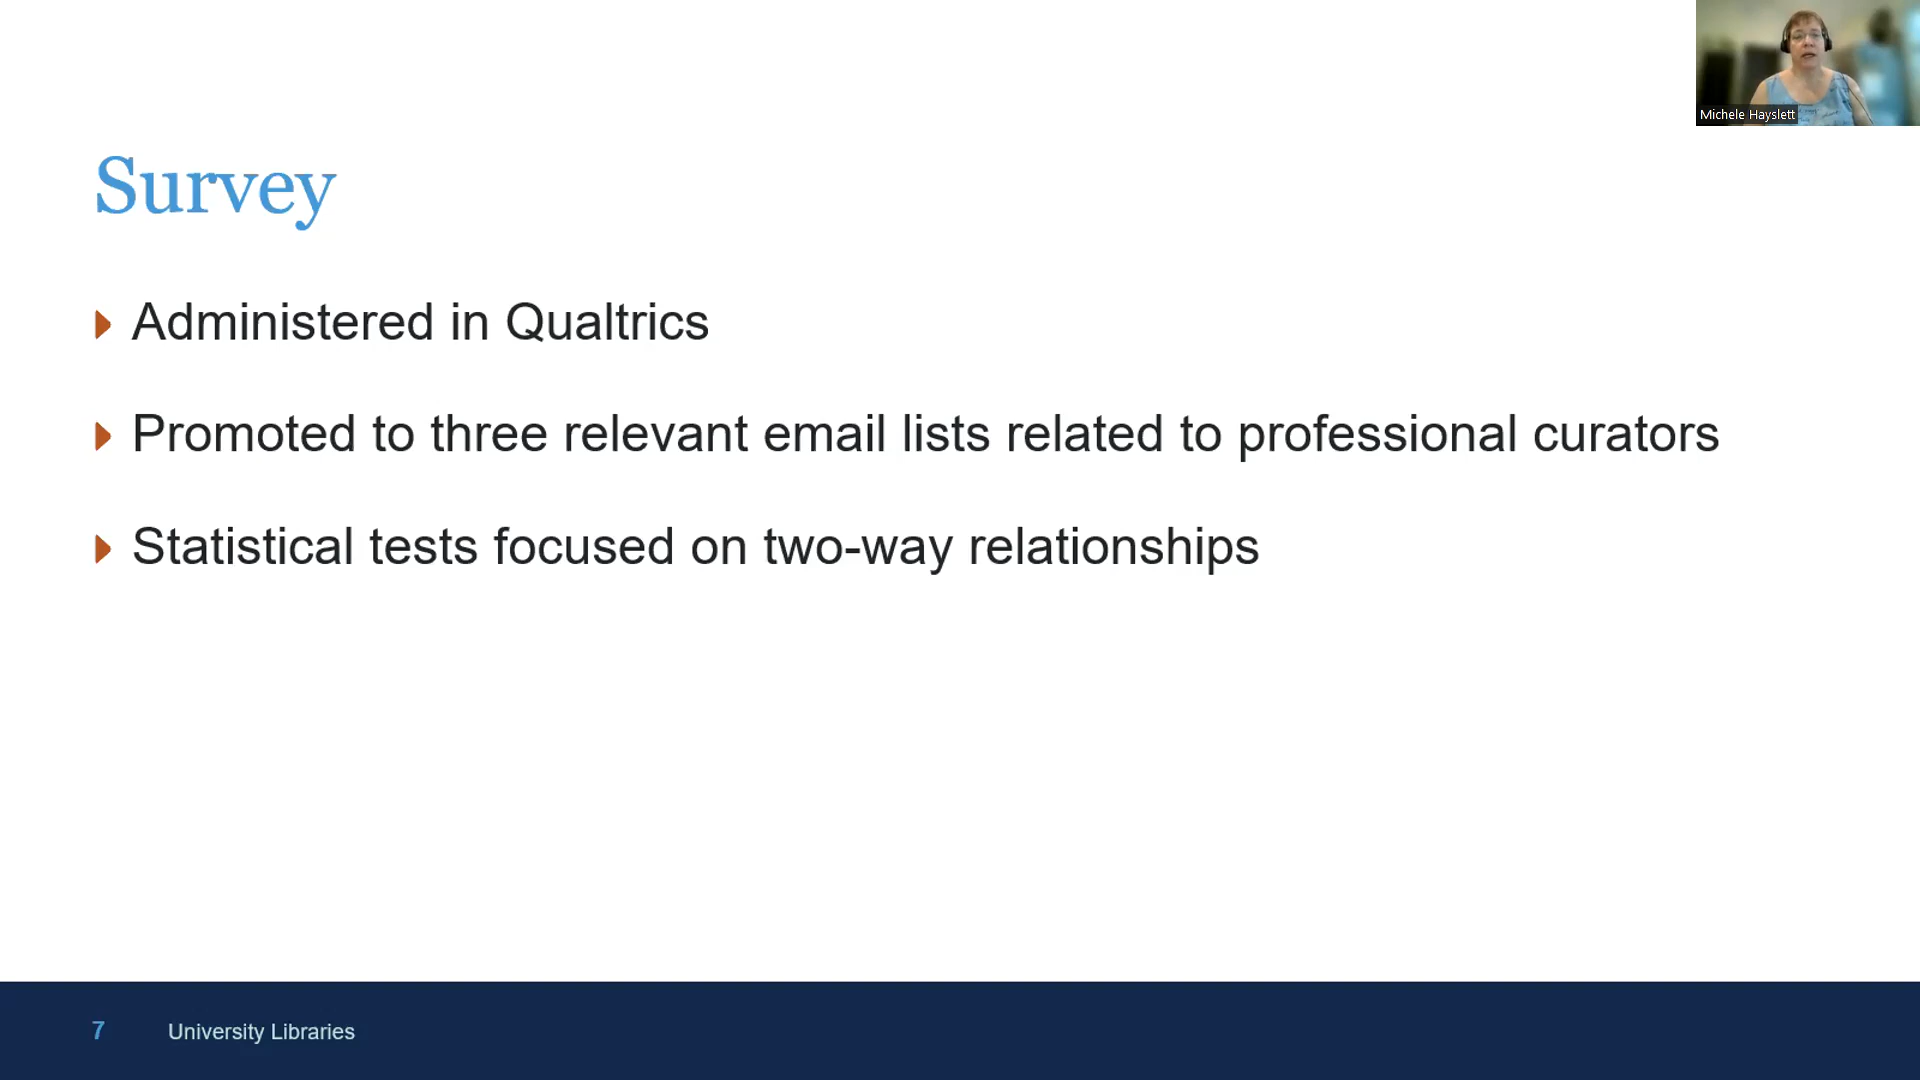 Michele Hayslett
Survey
Administered in Qualtrics
Promoted to three relevant email lists related to professional curators
Statistical tests focused on two-way relationships
7 University Libraries